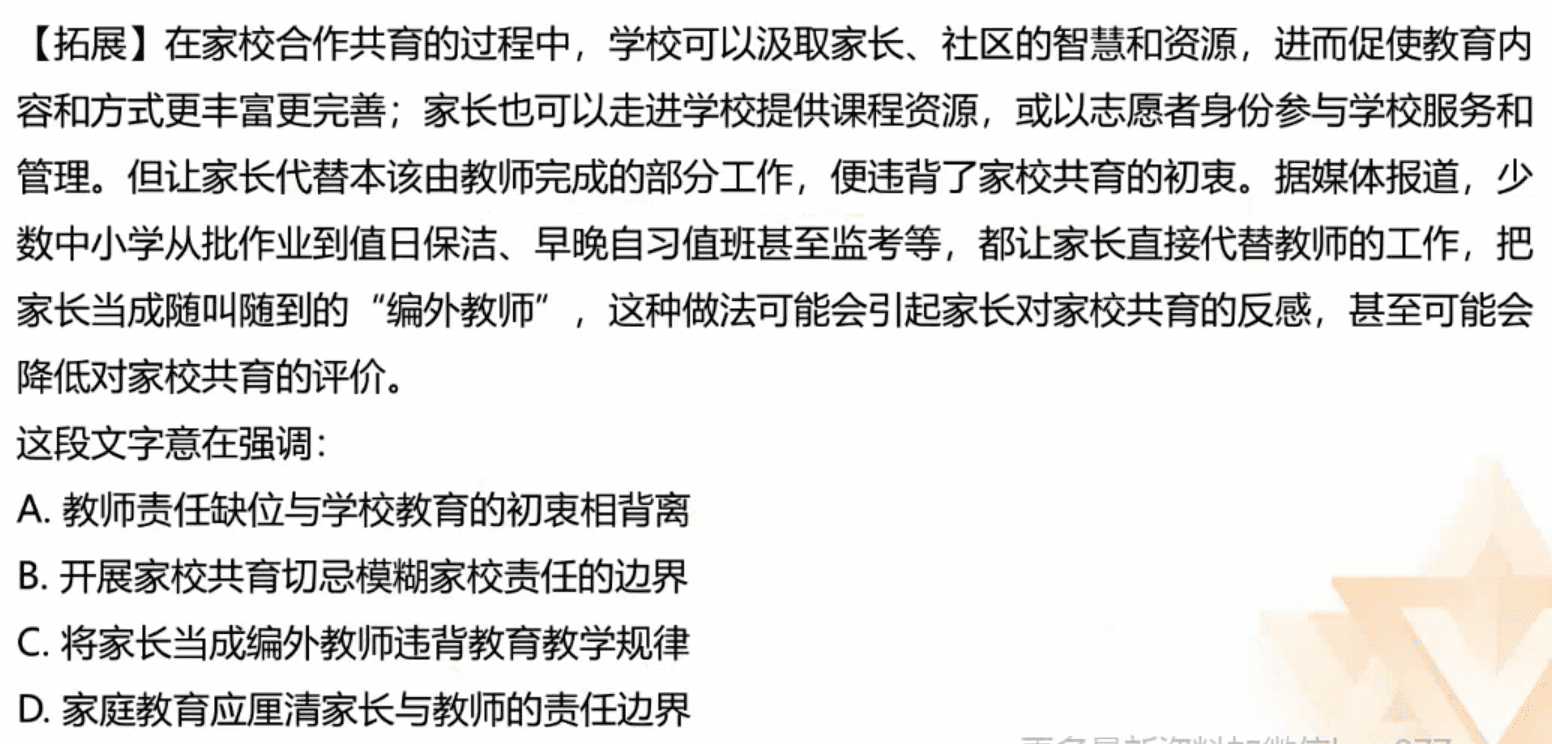 【拓展】在家校合作共育的过程中，学校可以汲取家长、社区的智慧和资源，进而促使教育内
容和方式更丰富更完善；家长也可以走进学校提供课程资源，或以志愿者身份参与学校服务和
管理。但让家长代替本该由教师完成的部分工作，便违背了家校共育的初衷。据媒体报道，少
数中小学从批作业到值日保洁、早晚自习值班甚至监考等，都让家长直接代替教师的工作，把
家长当成随叫随到的“编外教师”，这种做法可能会引起家长对家校共育的反感，甚至可能会
降低对家校共育的评价。
这段文字意在强调：
A. 教师责任缺位与学校教育的初衷相背离
B. 开展家校共育切忌模糊家校责任的边界
C. 将家长当成编外教师违背教育教学规律
D. 家庭教育应厘清家长与教师的责任边界